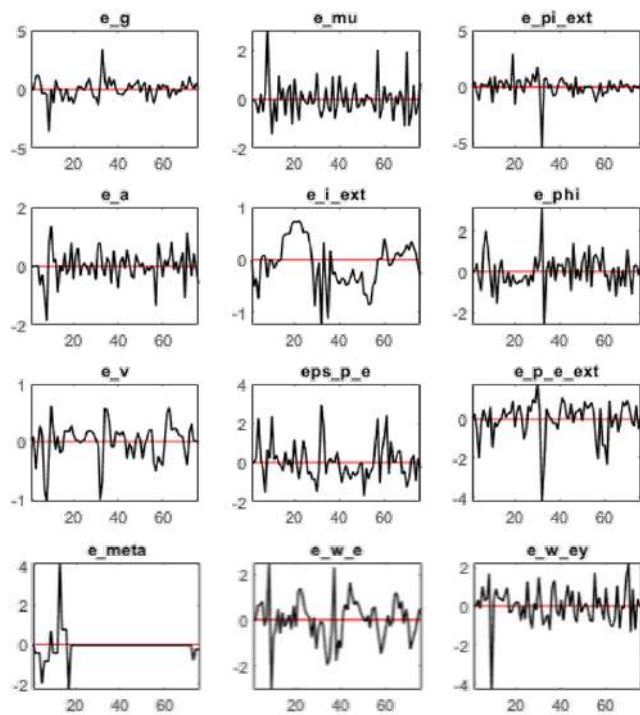 e_g e_mu e_pi_ext
5 2 5
0 0 0
-5 -2 -5
20 40 60 20 40 60 20 40 60
e_a e_i_ext e_phi
2 1 2
0 0 0
-2 -1 -2
20 40 60 20 40 60 20 40 60
e_v eps_p_e e_p_e_ext
1 4 0
0 2 -2
-1 0 -4
-2
20 40 60 20 40 60 20 40 60
e_meta e_w_e e_w_ey
4 2 2
2 0 0
0 -2 -2
-2 -4
20 40 60 20 40 60 20 40 60